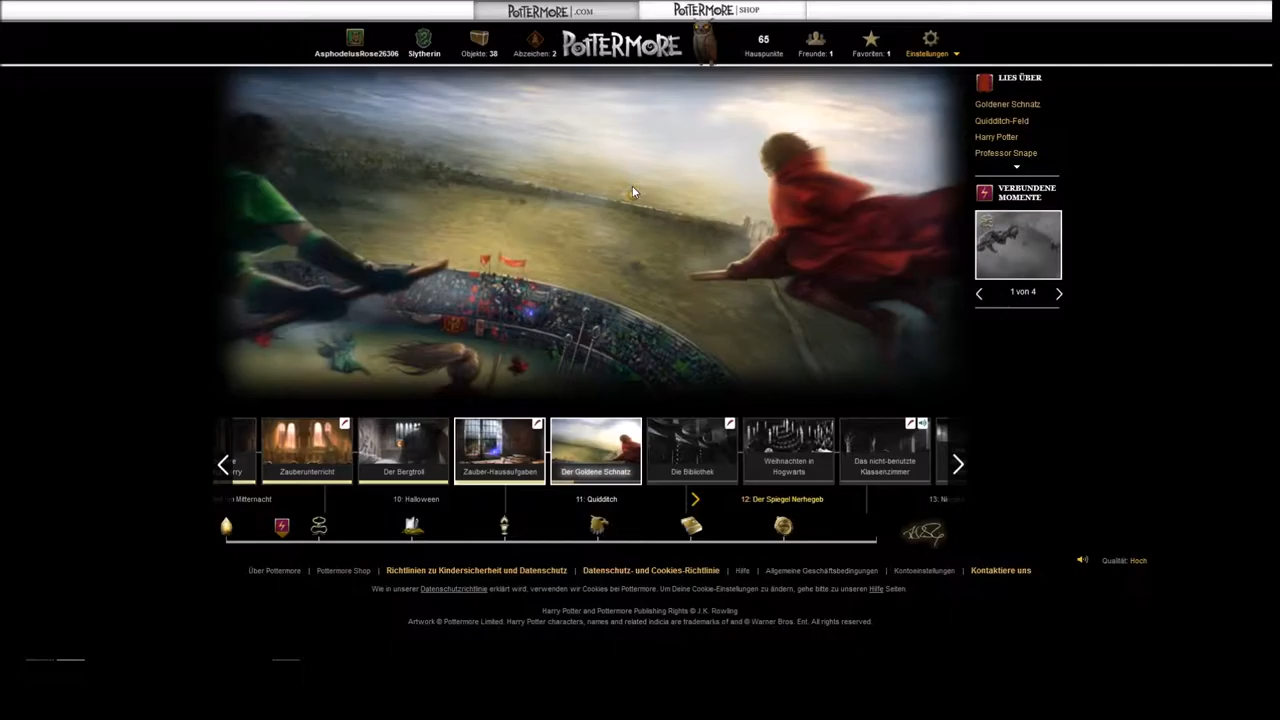 POTTERMORE .COM
POTTERMORE SHOP
AsphodelusRose26306
Slytherin
Objekte: 38
Abzeichen: 2
POTTERMORE
65
Hauspunkte
Freunde: 1
Favoriten: 1
Einstellungen
LIES ÜBER
Goldener Schnatz
Quidditch-Feld
Harry Potter
Professor Snape
VERBUNDENE
MOMENTE
1 von 4
Zauberunterricht
Der Bergtroll
Zauber-Hausaufgaben
Der Goldene Schnatz
Die Bibliothek
Weihnachten in
Hogwarts
Das nicht-benutzte
Klassenzimmer
Mitternacht
10: Halloween
11: Quidditch
12: Der Spiegel Nerhegeb
13: Ni
Qualität: Hoch
Über Pottermore | Pottermore Shop | Richtlinien zu Kindersicherheit und Datenschutz | Datenschutz- und Cookies-Richtlinie | Hilfe | Allgemeine Geschäftsbedingungen | Kontoeinstellungen | Kontaktiere uns
Wie in unserer Datenschutzrichtlinie erklärt wird, verwenden wir Cookies bei Pottermore. Um Deine Cookie-Einstellungen zu ändern, gehe bitte zu unseren Hilfe Seiten.
Harry Potter and Pottermore Publishing Rights © J.K. Rowling
Artwork © Pottermore Limited. Harry Potter characters, names and related indicia are trademarks of and © Warner Bros. Ent. All rights reserved.